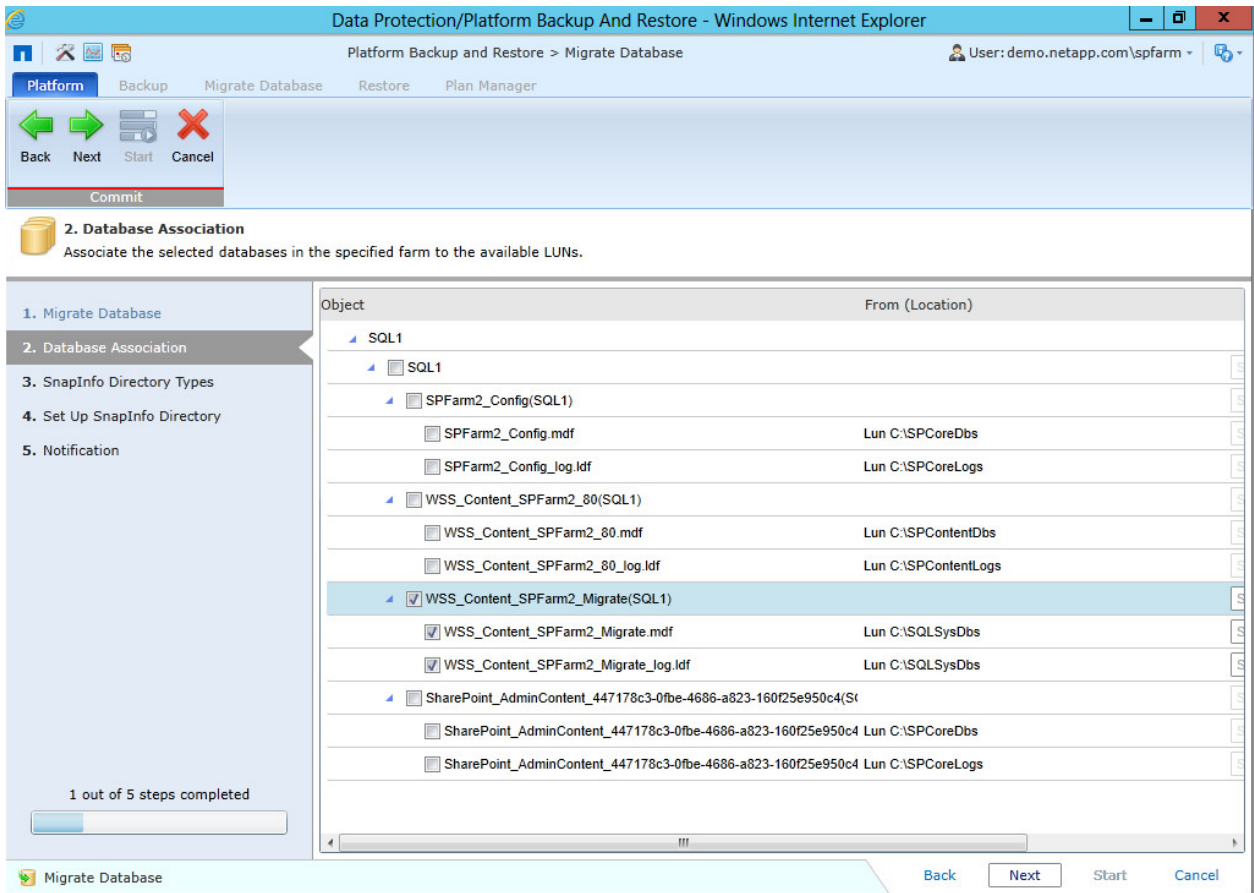 Data Protection/Platform Backup And Restore - Windows Internet Explorer
Platform Backup and Restore > Migrate Database
User: demo.netapp.com\spfarm
Platform Backup Migrate Database Restore Plan Manager
Back Next Start Cancel
Commit
2. Database Association
Associate the selected databases in the specified farm to the available LUNs.
1. Migrate Database
2. Database Association
3. SnapInfo Directory Types
4. Set Up SnapInfo Directory
5. Notification
1 out of 5 steps completed
Object From (Location)
SQL1
SQL1
SPFarm2_Config(SQL1)
SPFarm2_Config.mdf Lun C:\SPCoreDbs
SPFarm2_Config_log.ldf Lun C:\SPCoreLogs
WSS_Content_SPFarm2_80(SQL1)
WSS_Content_SPFarm2_80.mdf Lun C:\SPContentDbs
WSS_Content_SPFarm2_80_log.ldf Lun C:\SPContentLogs
WSS_Content_SPFarm2_Migrate(SQL1)
WSS_Content_SPFarm2_Migrate.mdf Lun C:\SQLSysDbs
WSS_Content_SPFarm2_Migrate_log.ldf Lun C:\SQLSysDbs
SharePoint_AdminContent_447178c3-0fbe-4686-a823-160f25e950c4(SQ
SharePoint_AdminContent_447178c3-0fbe-4686-a823-160f25e950c4 Lun C:\SPCoreDbs
SharePoint_AdminContent_447178c3-0fbe-4686-a823-160f25e950c4 Lun C:\SPCoreLogs
Migrate Database
Back Next Start Cancel